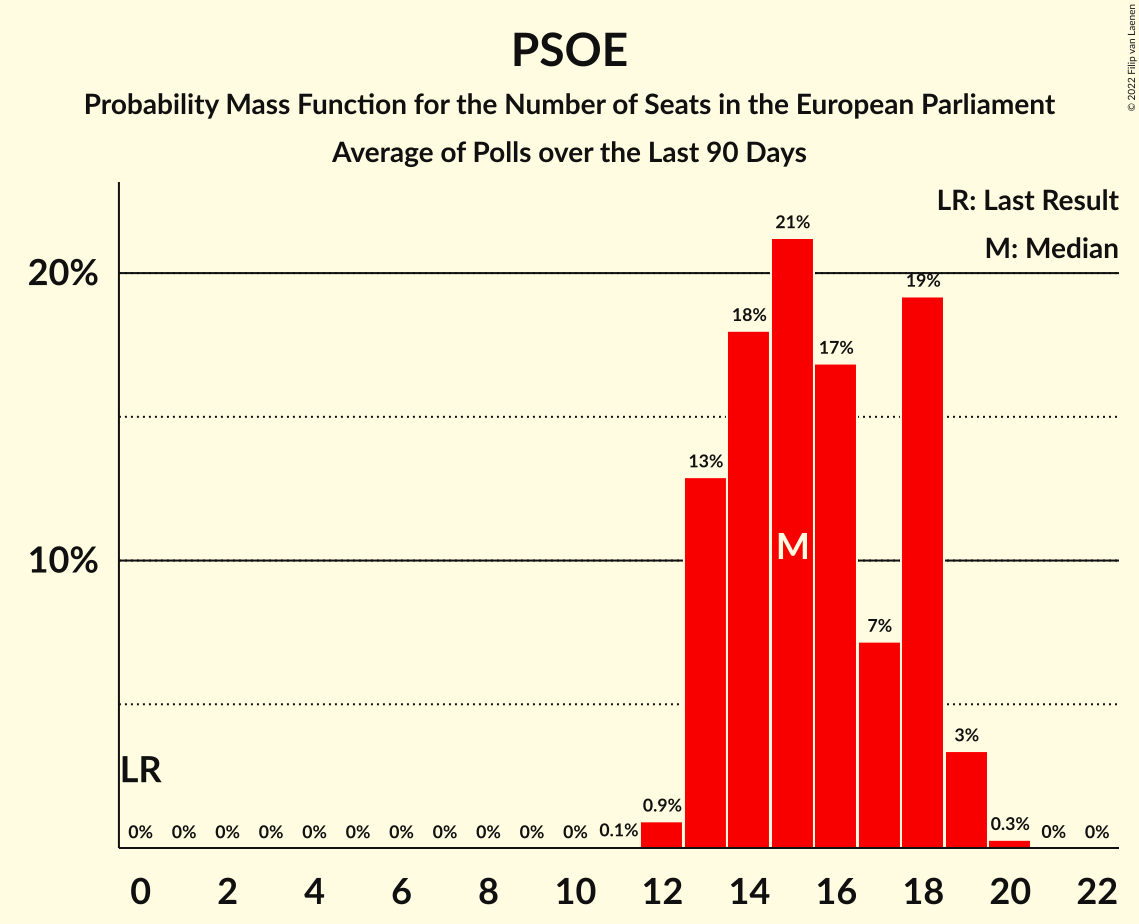 PSOE
Probability Mass Function for the Number of Seats in the European Parliament
Average of Polls over the Last 90 Days
© 2022 Filip van Laenen
LR: Last Result
M: Median
20%
10%
21%
19%
18%
17%
13%
7%
3%
M
LR
0% 0% 0% 0% 0% 0% 0% 0% 0% 0% 0% 0.1% 0.9% 0.3% 0% 0%
0 2 4 6 8 10 12 14 16 18 20 22